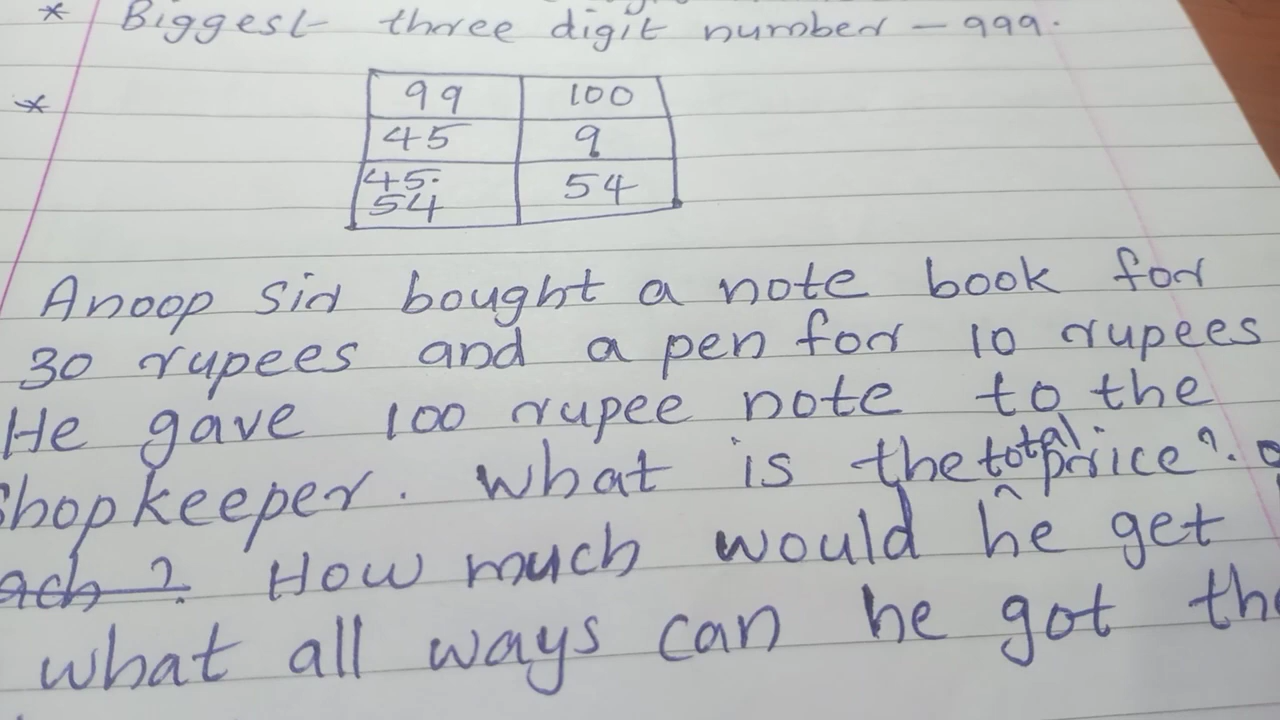 * Biggest three digit number - 999.
*
99 100
45 9
45. 54
54
Anoop Sir bought a note book for
30 rupees and a pen for 10 rupees
He gave 100 rupee note to the
Shopkeeper. What is the total price?.
How much would he get
what all ways can he got the